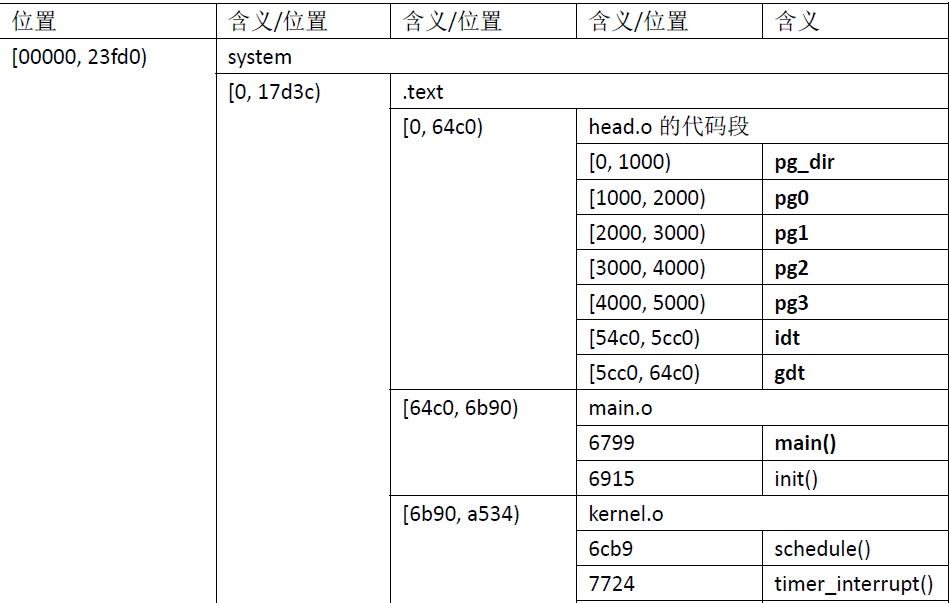 位置 含义/位置 含义/位置 含义/位置 含义
[00000, 23fd0) system
[0, 17d3c) .text
[0, 64c0) head.o 的代码段
[0, 1000) pg_dir
[1000, 2000) pg0
[2000, 3000) pg1
[3000, 4000) pg2
[4000, 5000) pg3
[54c0, 5cc0) idt
[5cc0, 64c0) gdt
[64c0, 6b90) main.o
6799 main()
6915 init()
[6b90, a534) kernel.o
6cb9 schedule()
7724 timer_interrupt()